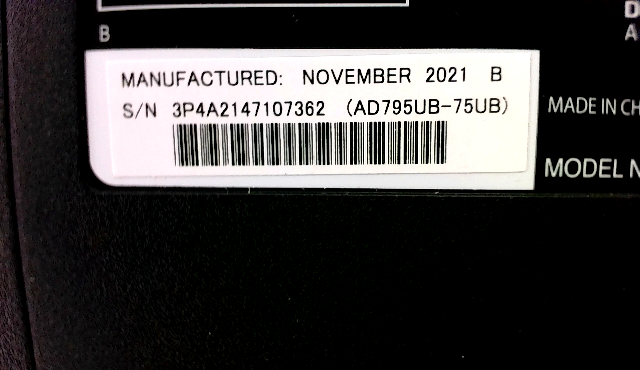 B
MANUFACTURED: NOVEMBER 2021 B
S/N 3P4A2147107362 (AD795UB-75UB)
MADE IN CH
MODEL N